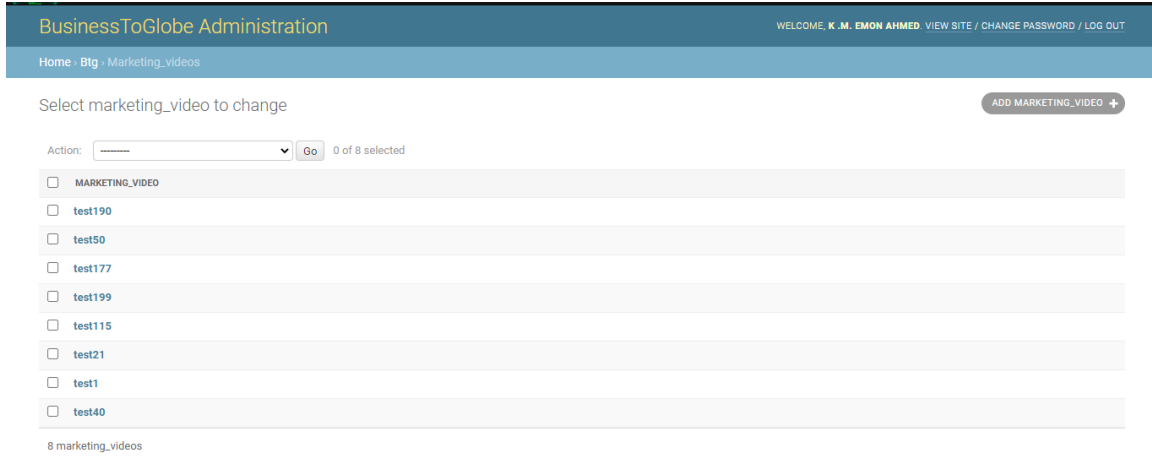 BusinessToGlobe Administration
WELCOME, K .M. EMON AHMED. VIEW SITE / CHANGE PASSWORD / LOG OUT
Home › Btg › Marketing_videos
Select marketing_video to change
ADD MARKETING_VIDEO +
Action: --------- Go 0 of 8 selected
MARKETING_VIDEO
test190
test50
test177
test199
test115
test21
test1
test40
8 marketing_videos